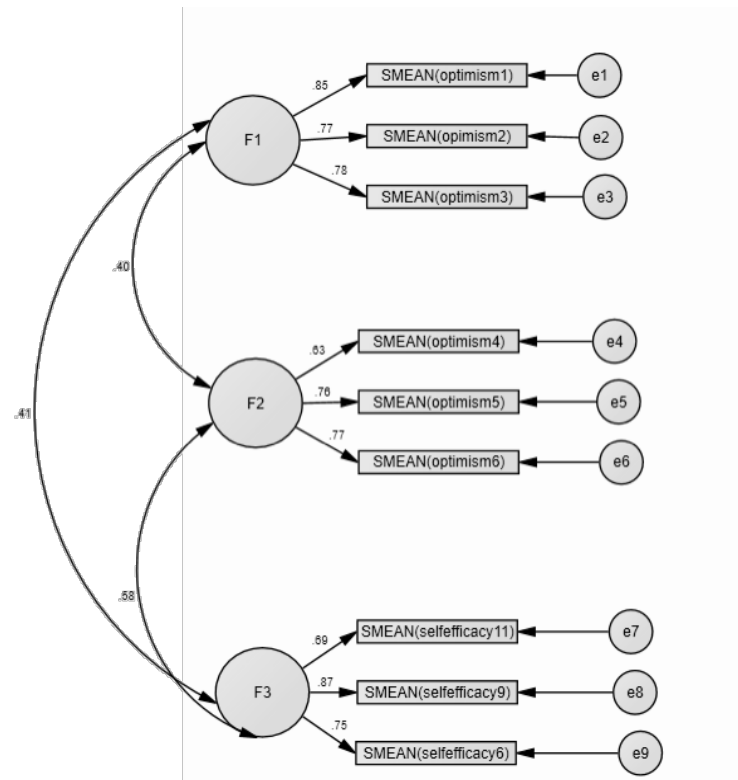 .85
SMEAN(optimism1)
e1
F1
.77
SMEAN(opimism2)
e2
.78
SMEAN(optimism3)
e3
.40
.63
SMEAN(optimism4)
e4
F2
.76
SMEAN(optimism5)
e5
.41
.77
SMEAN(optimism6)
e6
.58
.69
SMEAN(selfefficacy11)
e7
F3
.87
SMEAN(selfefficacy9)
e8
.75
SMEAN(selfefficacy6)
e9